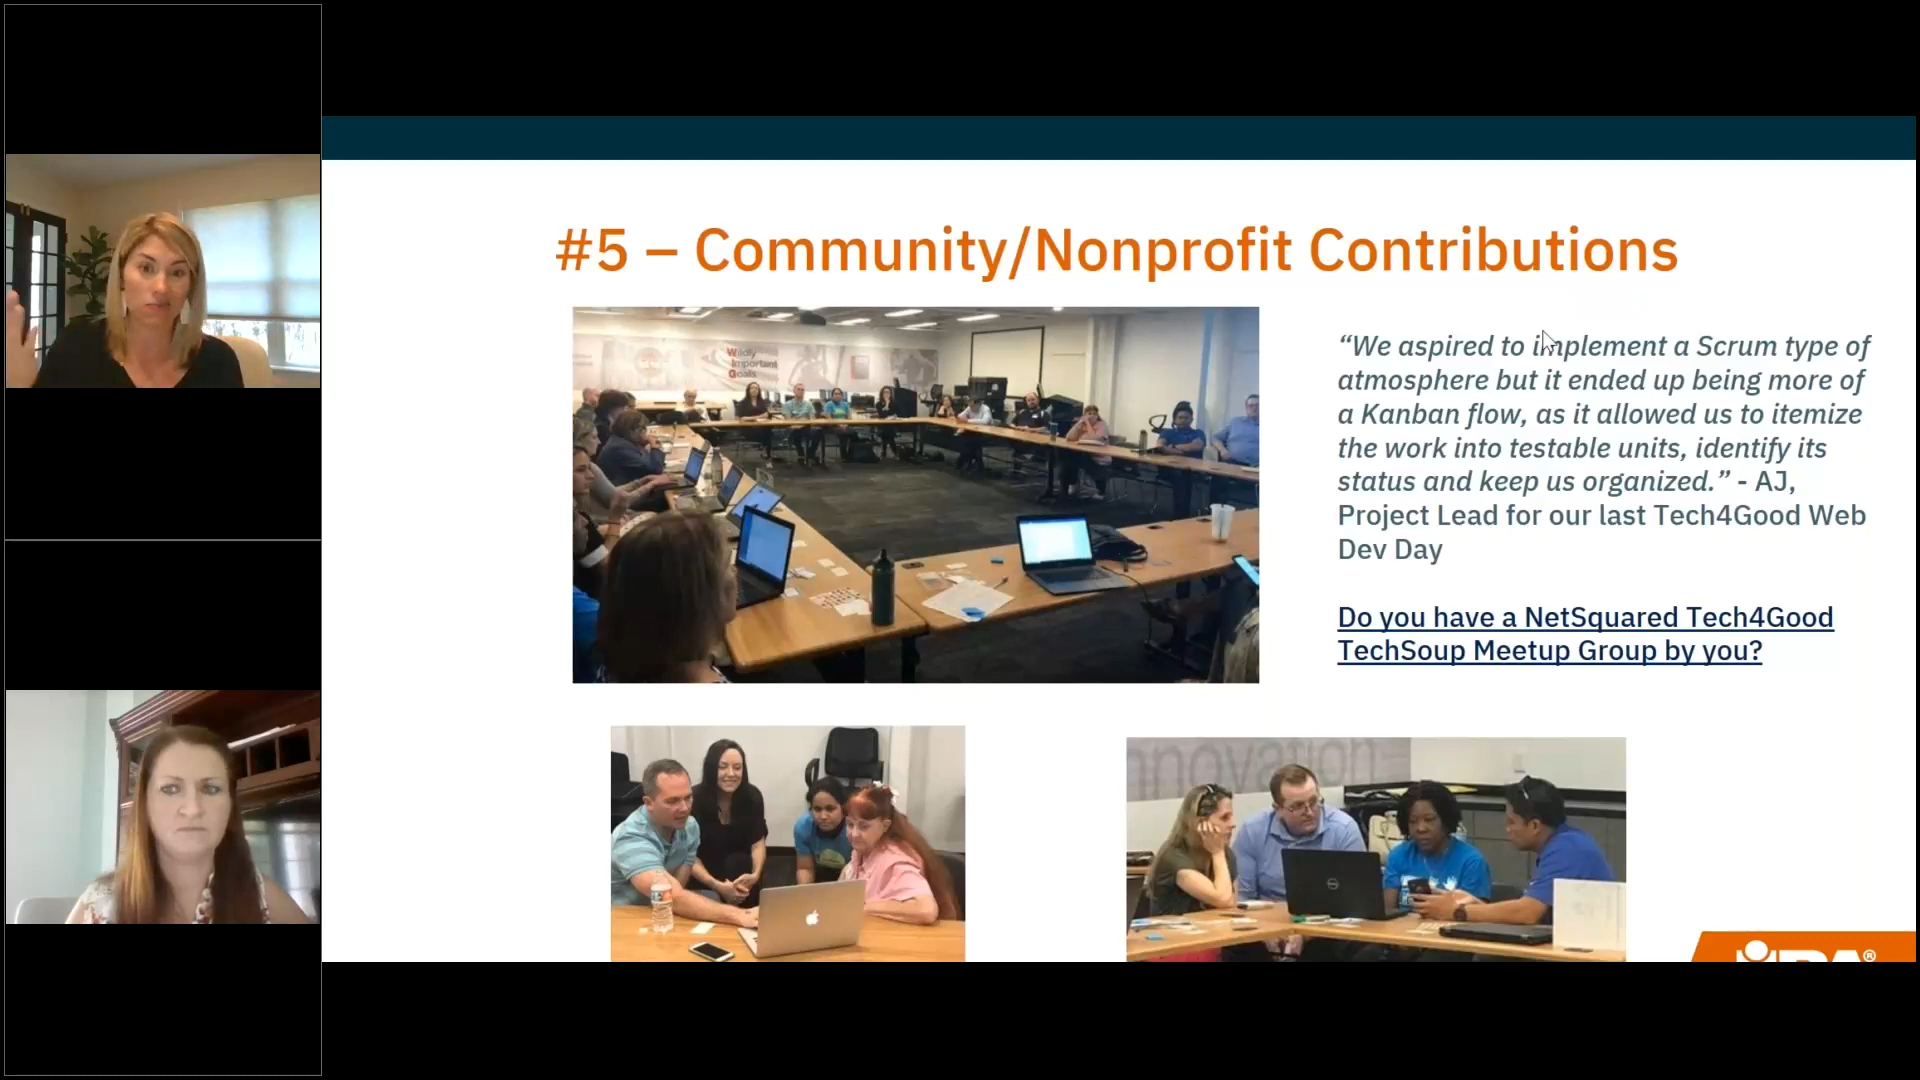 #5 – Community/Nonprofit Contributions
Wildly
Important
Goals
“We aspired to implement a Scrum type of
atmosphere but it ended up being more of
a Kanban flow, as it allowed us to itemize
the work into testable units, identify its
status and keep us organized.” - AJ,
Project Lead for our last Tech4Good Web
Dev Day
Do you have a NetSquared Tech4Good
TechSoup Meetup Group by you?